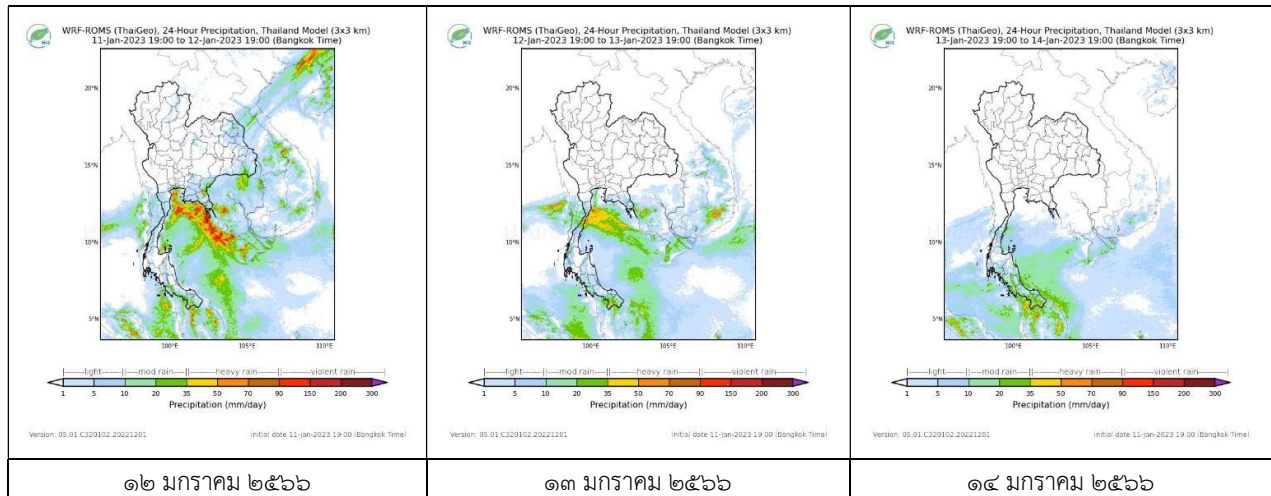 WRF-ROMS (ThaiGeo), 24-Hour Precipitation, Thailand Model (3x3 km)
11-Jan-2023 19:00 to 12-Jan-2023 19:00 (Bangkok Time)
20°N
15°N
10°N
5°N
100°E
105°E
110°E
|--------light--------||----mod rain----||--------heavy rain--------||--------------violent rain--------|
1 5 10 20 35 50 70 90 150 200 300
Precipitation (mm/day)
Version: 05.01.C320102.20221201 initial date 11-Jan-2023 19:00 (Bangkok Time)
๑๒ มกราคม ๒๕๖๖
WRF-ROMS (ThaiGeo), 24-Hour Precipitation, Thailand Model (3x3 km)
12-Jan-2023 19:00 to 13-Jan-2023 19:00 (Bangkok Time)
20°N
15°N
10°N
5°N
100°E
105°E
110°E
|--------light--------||----mod rain----||--------heavy rain--------||--------------violent rain--------|
1 5 10 20 35 50 70 90 150 200 300
Precipitation (mm/day)
Version: 05.01.C320102.20221201 initial date 11-Jan-2023 19:00 (Bangkok Time)
๑๓ มกราคม ๒๕๖๖
WRF-ROMS (ThaiGeo), 24-Hour Precipitation, Thailand Model (3x3 km)
13-Jan-2023 19:00 to 14-Jan-2023 19:00 (Bangkok Time)
20°N
15°N
10°N
5°N
100°E
105°E
110°E
|--------light--------||----mod rain----||--------heavy rain--------||--------------violent rain--------|
1 5 10 20 35 50 70 90 150 200 300
Precipitation (mm/day)
Version: 05.01.C320102.20221201 initial date 11-Jan-2023 19:00 (Bangkok Time)
๑๔ มกราคม ๒๕๖๖